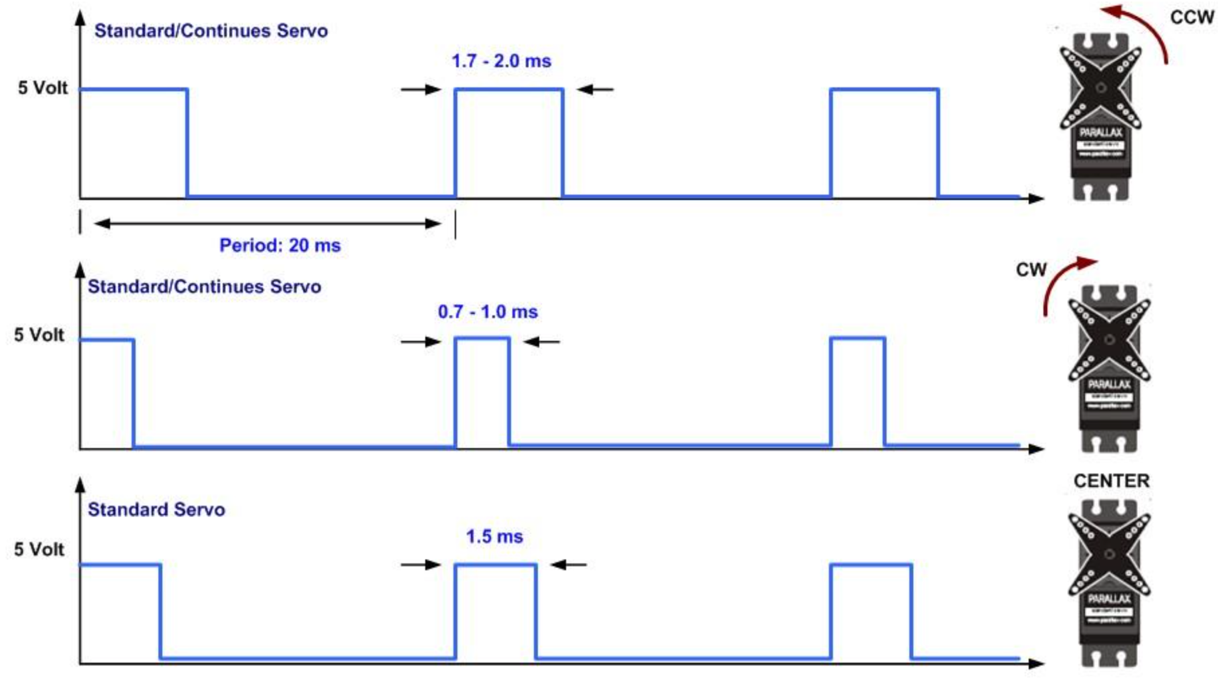 Standard/Continues Servo
CCW
1.7 - 2.0 ms
5 Volt
PARALLAX
Period: 20 ms
Standard/Continues Servo
CW
0.7 - 1.0 ms
5 Volt
PARALLAX
CENTER
Standard Servo
1.5 ms
5 Volt
PARALLAX